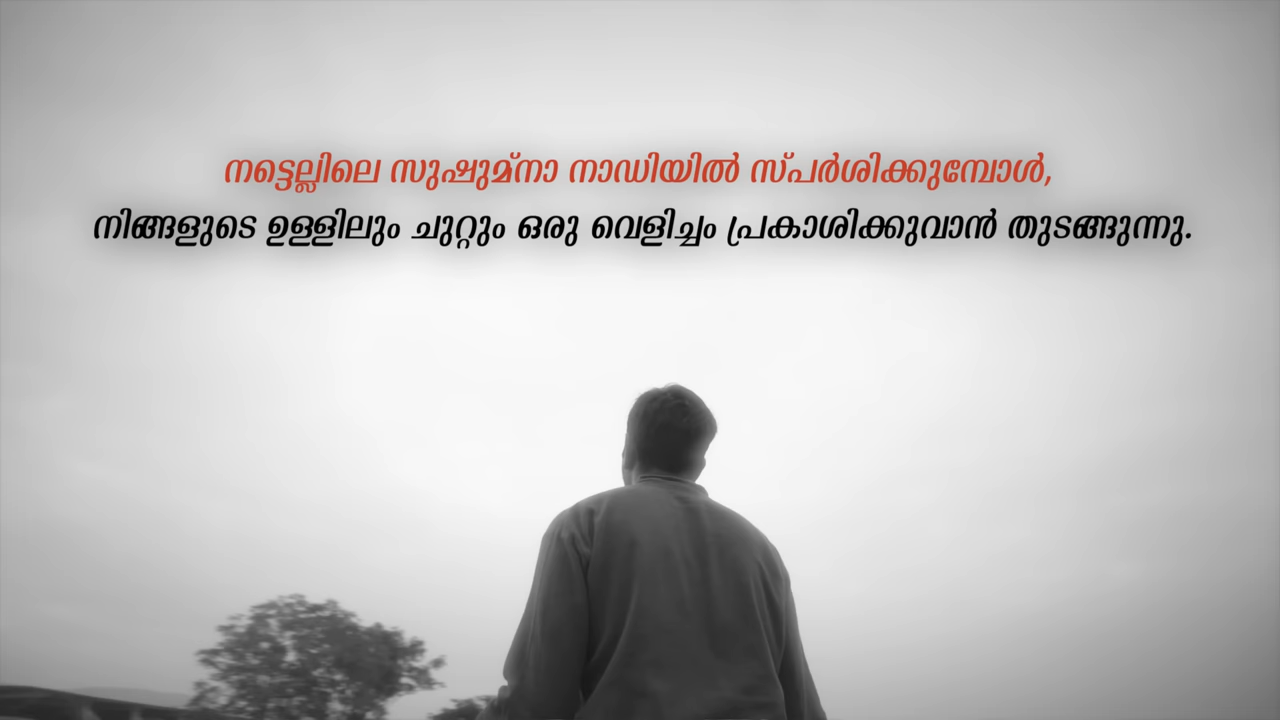 നട്ടെല്ലിലെ സുഷുമ്നാ നാഡിയിൽ സ്പർശിക്കുമ്പോൾ,
നിങ്ങളുടെ ഉള്ളിലും ചുറ്റും ഒരു വെളിച്ചം പ്രകാശിക്കുവാൻ തുടങ്ങുന്നു.